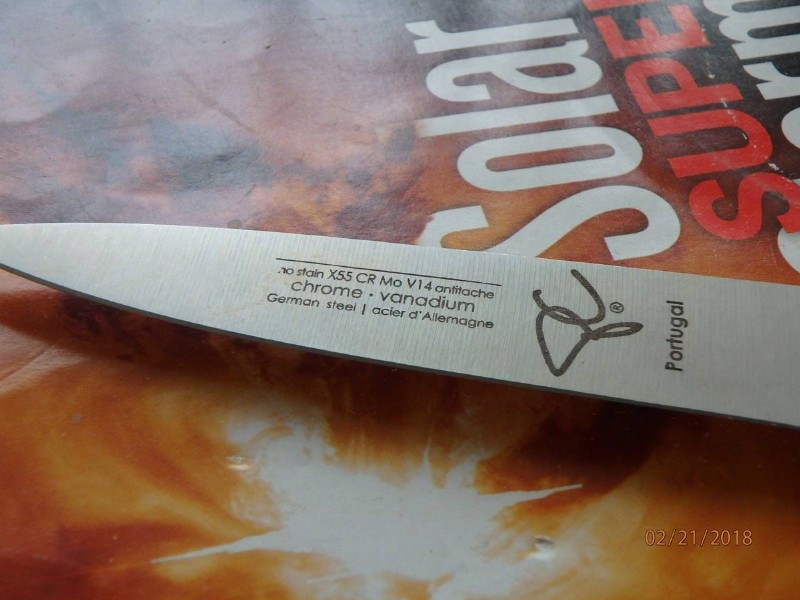 Solar
SUPER
no stain X55 CR Mo V14 antitache
chrome · vanadium
German steel | acier d'Allemagne
®
Portugal
02/21/2018